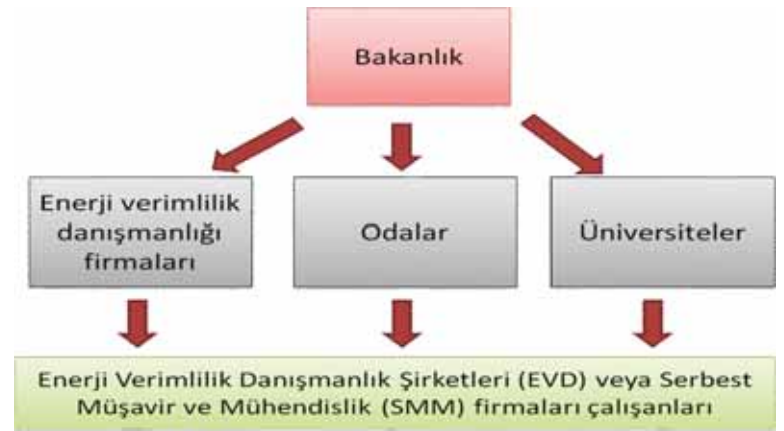 Bakanlık
Enerji verimlilik
danışmanlığı
firmaları
Odalar
Üniversiteler
Enerji Verimlilik Danışmanlık Şirketleri (EVD) veya Serbest
Müşavir ve Mühendislik (SMM) firmaları çalışanları